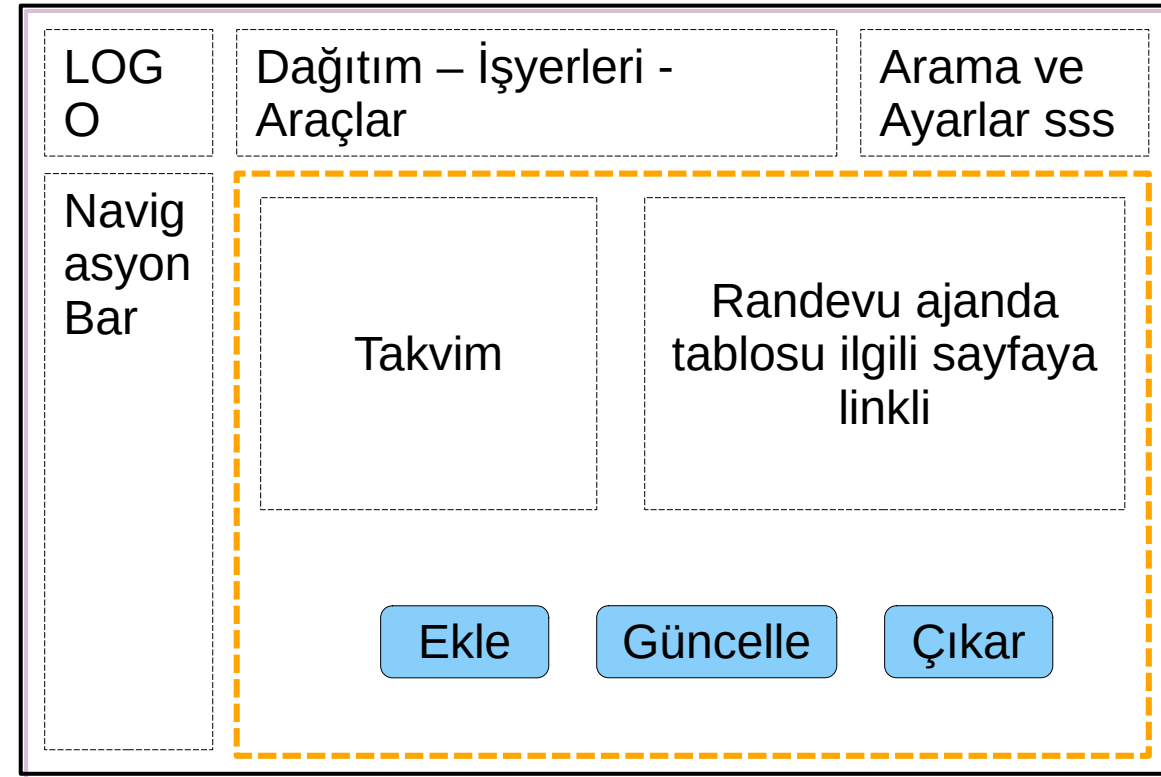 LOG
O
Dağıtım – İşyerleri -
Araçlar
Arama ve
Ayarlar sss
Navig
asyon
Bar
Takvim
Randevu ajanda
tablosu ilgili sayfaya
linkli
Ekle
Güncelle
Çıkar